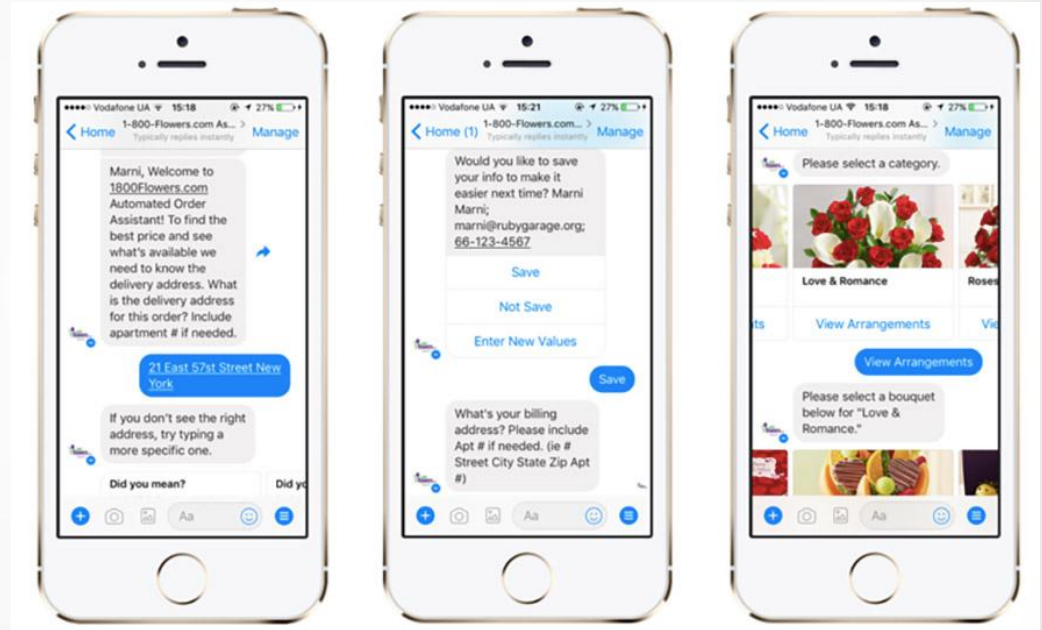 Vodafone UA 15:18 27%
Home
1-800-Flowers.com As... >
Typically replies instantly
Manage
Marni, Welcome to
1800Flowers.com
Automated Order
Assistant! To find the
best price and see
what's available we
need to know the
delivery address. What
is the delivery address
for this order? Include
apartment # if needed.
21 East 57st Street New
York
If you don't see the right
address, try typing a
more specific one.
Did you mean?
Did yo
Aa
Vodafone UA 15:21 27%
Home (1)
1-800-Flowers.com... >
Typically replies instantly
Manage
Would you like to save
your info to make it
easier next time? Marni
Marni;
marni@rubygarage.org;
66-123-4567
Save
Not Save
Enter New Values
Save
What's your billing
address? Please include
Apt # if needed. (ie #
Street City State Zip Apt
#)
Aa
Vodafone UA 15:18 27%
Home
1-800-Flowers.com As... >
Typically replies instantly
Manage
Please select a category.
Love & Romance
Roses
ts
View Arrangements
Vie
View Arrangements
Please select a bouquet
below for "Love &
Romance."
Aa